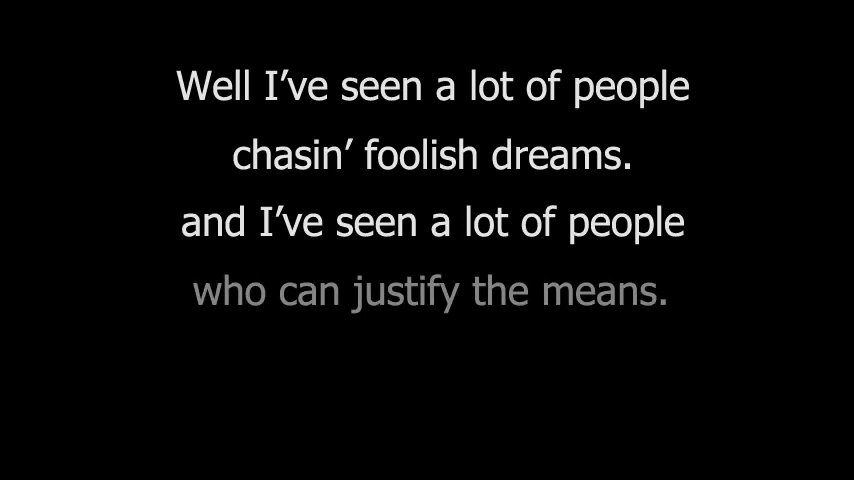 Well I’ve seen a lot of people
chasin’ foolish dreams.
and I’ve seen a lot of people
who can justify the means.